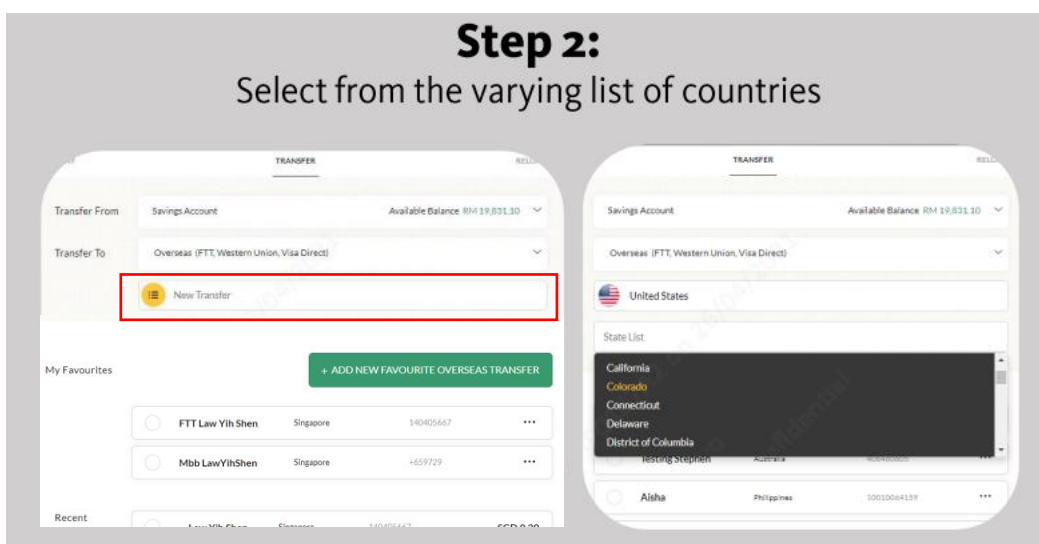 Step 2:
Select from the varying list of countries
TRANSFER
Transfer From
Savings Account
Available Balance RM 19,831.10
Transfer To
Overseas (FTT, Western Union, Visa Direct)
New Transfer
My Favourites
+ ADD NEW FAVOURITE OVERSEAS TRANSFER
FTT Law Yih Shen Singapore 140405667
Mbb LawYihShen Singapore +659729
Recent
TRANSFER
Savings Account
Available Balance RM 19,831.10
Overseas (FTT, Western Union, Visa Direct)
United States
State List
California
Colorado
Connecticut
Delaware
District of Columbia
Testing Stephen Australia
Aisha Philippines 10010064159